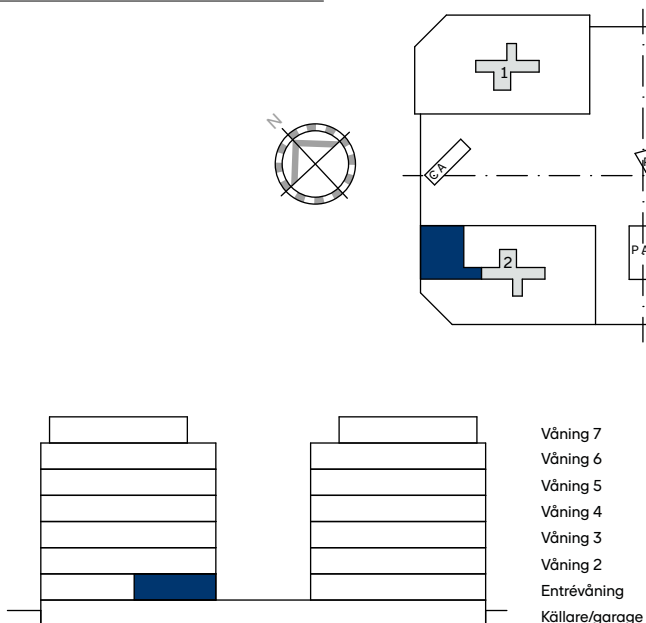 1
N
CA
2
PA
Våning 7
Våning 6
Våning 5
Våning 4
Våning 3
Våning 2
Entrévåning
Källare/garage